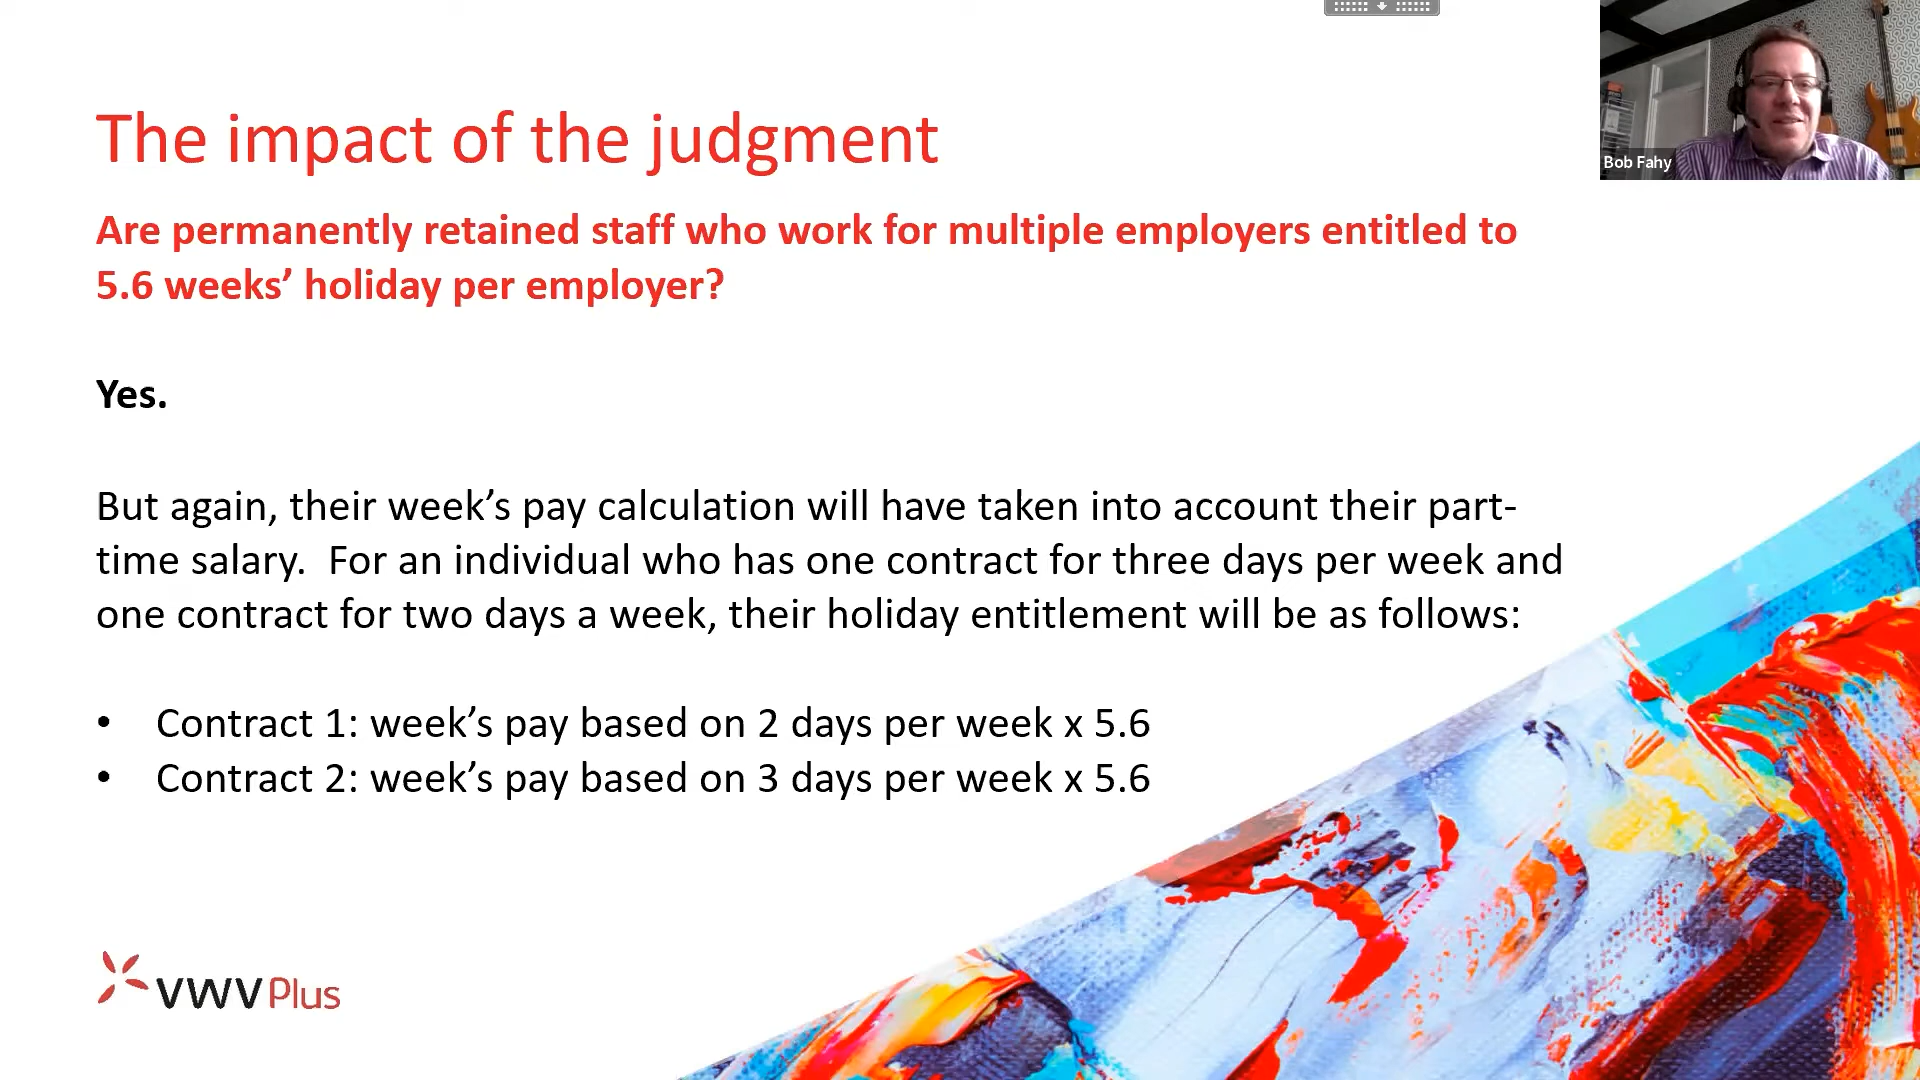 The impact of the judgment
Bob Fahy
Are permanently retained staff who work for multiple employers entitled to
5.6 weeks’ holiday per employer?
Yes.
But again, their week’s pay calculation will have taken into account their part-
time salary.  For an individual who has one contract for three days per week and
one contract for two days a week, their holiday entitlement will be as follows:
• Contract 1: week’s pay based on 2 days per week x 5.6
• Contract 2: week’s pay based on 3 days per week x 5.6
VWV Plus